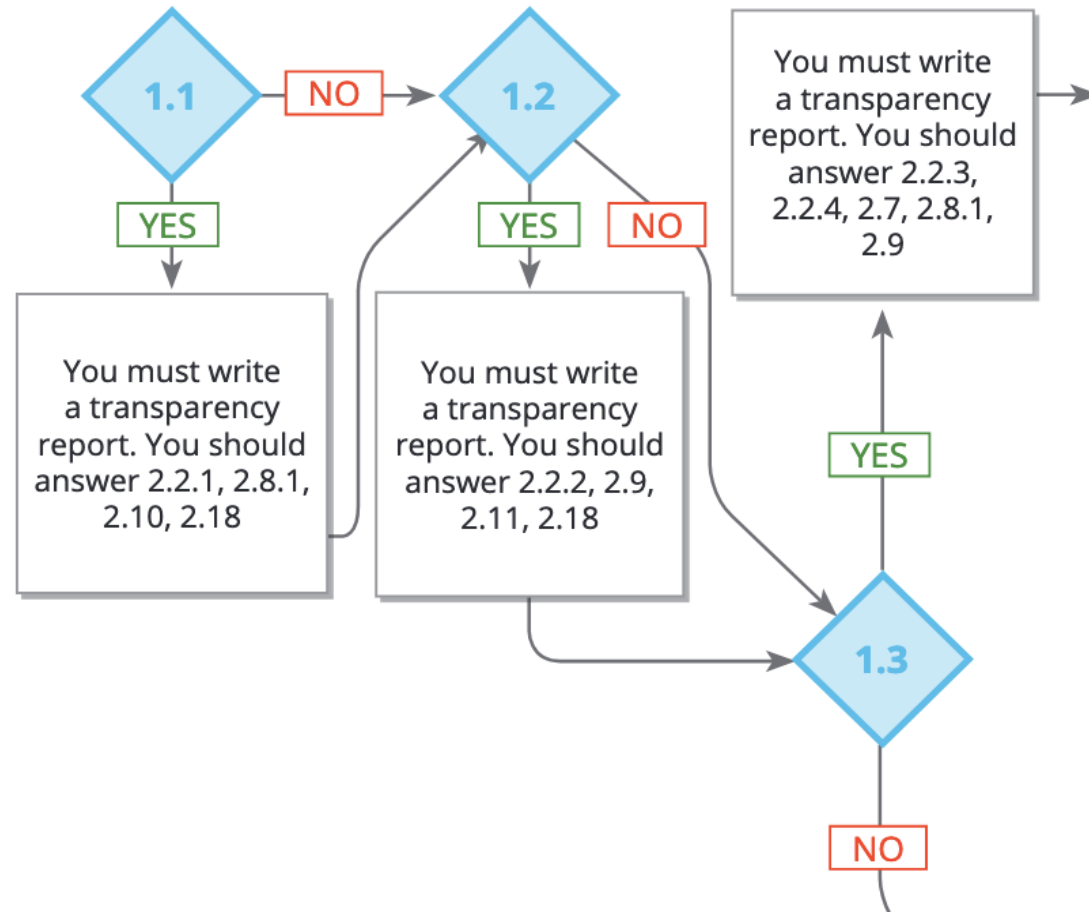 1.1
NO
1.2
YES
YES
NO
You must write
a transparency
report. You should
answer 2.2.3,
2.2.4, 2.7, 2.8.1,
2.9
You must write
a transparency
report. You should
answer 2.2.1, 2.8.1,
2.10, 2.18
You must write
a transparency
report. You should
answer 2.2.2, 2.9,
2.11, 2.18
YES
1.3
NO